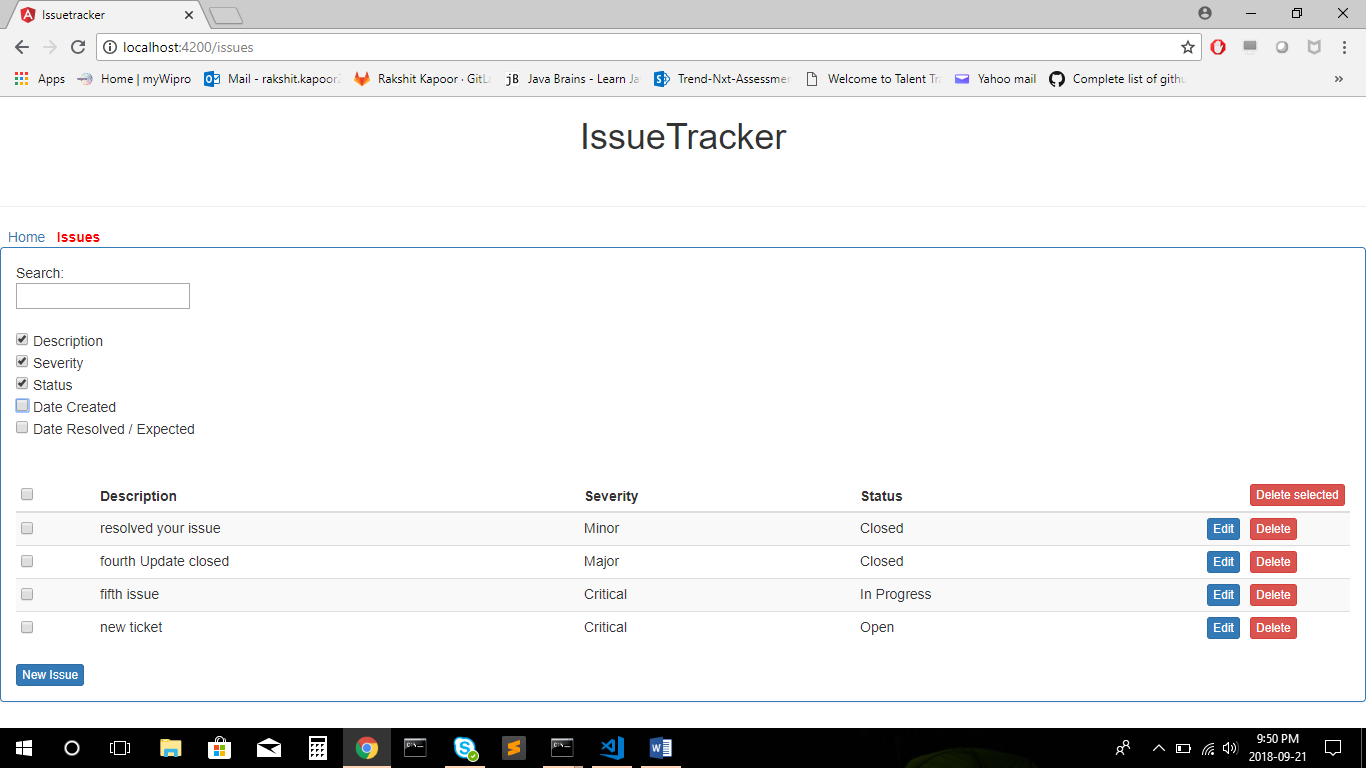 Issuetracker
localhost:4200/issues
Apps Home | myWipro Mail - rakshit.kapoor Rakshit Kapoor · GitL jB Java Brains - Learn Ja Trend-Nxt-Assessmen Welcome to Talent Tr Yahoo mail Complete list of githu »
IssueTracker
Home Issues
Search:
Description
Severity
Status
Date Created
Date Resolved / Expected
Description Severity Status Delete selected
resolved your issue Minor Closed Edit Delete
fourth Update closed Major Closed Edit Delete
fifth issue Critical In Progress Edit Delete
new ticket Critical Open Edit Delete
New Issue
9:50 PM
2018-09-21